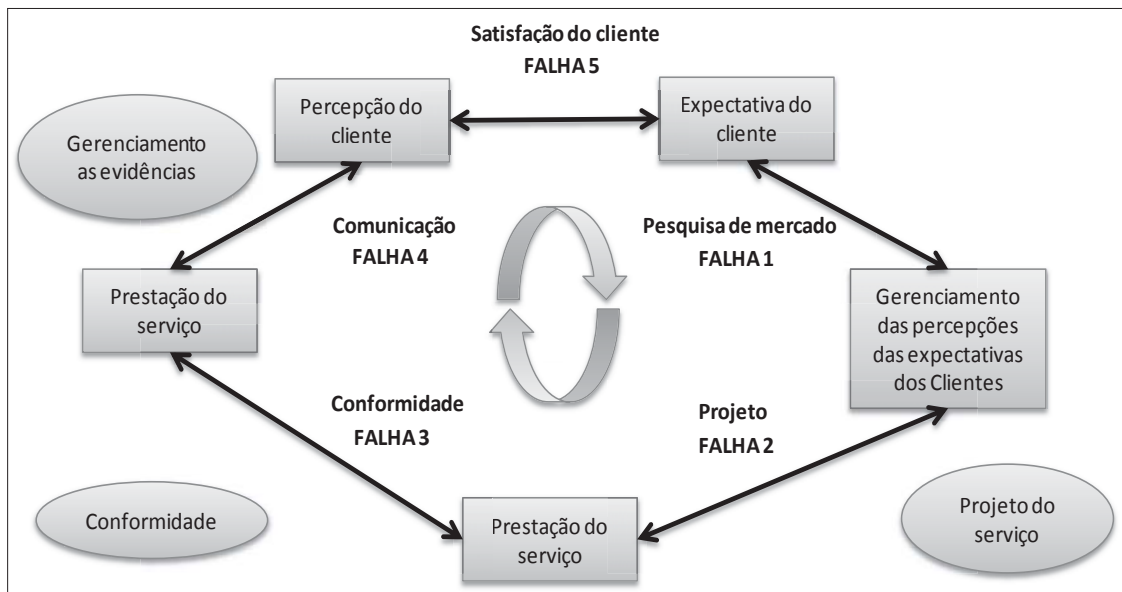 Satisfação do cliente
FALHA 5
Percepção do
cliente
Expectativa do
cliente
Gerenciamento
as evidências
Comunicação
FALHA 4
Pesquisa de mercado
FALHA 1
Prestação do
serviço
Gerenciamento
das percepções
das expectativas
dos Clientes
Conformidade
FALHA 3
Projeto
FALHA 2
Conformidade
Prestação do
serviço
Projeto do
serviço